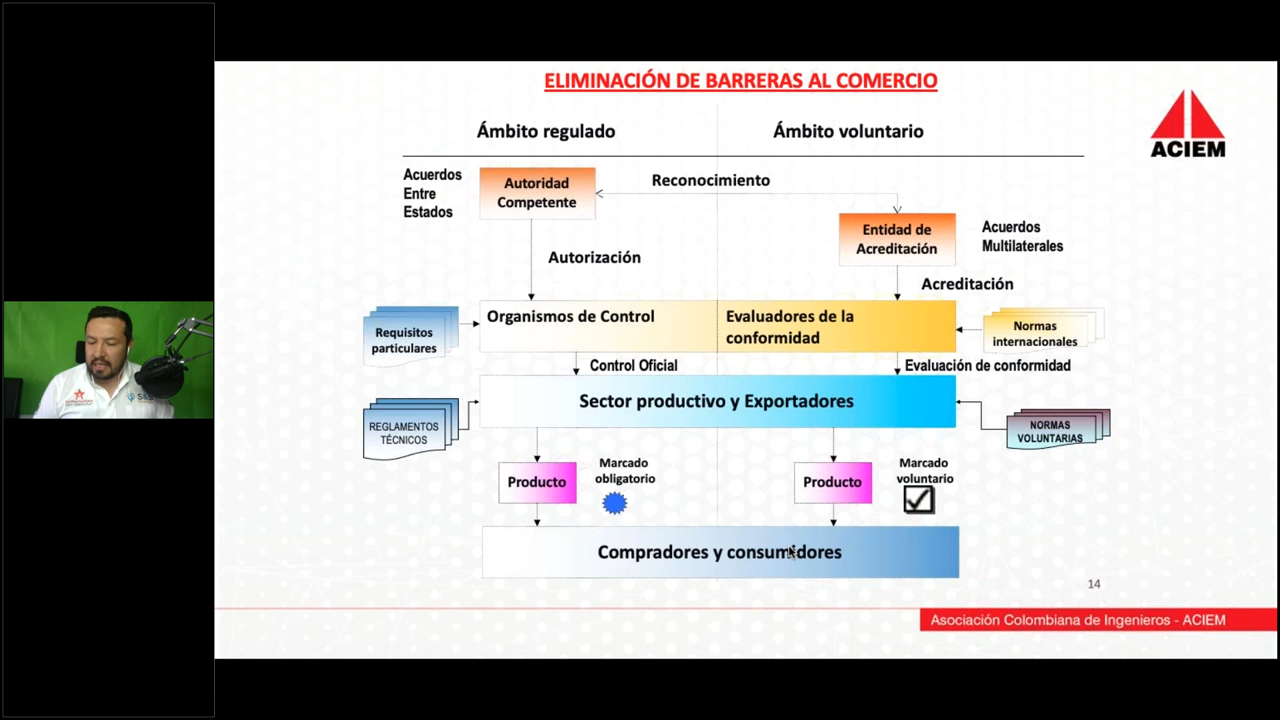 ELIMINACIÓN DE BARRERAS AL COMERCIO
Ámbito regulado
Ámbito voluntario
ACIEM
Acuerdos
Entre
Estados
Autoridad
Competente
Reconocimiento
Entidad de
Acreditación
Acuerdos
Multilaterales
Autorización
Acreditación
Requisitos
particulares
Organismos de Control
Evaluadores de la
conformidad
Normas
internacionales
Control Oficial
Evaluación de conformidad
REGLAMENTOS
TÉCNICOS
Sector productivo y Exportadores
NORMAS
VOLUNTARIAS
Producto
Marcado
obligatorio
Producto
Marcado
voluntario
Compradores y consumidores
14
Asociación Colombiana de Ingenieros - ACIEM